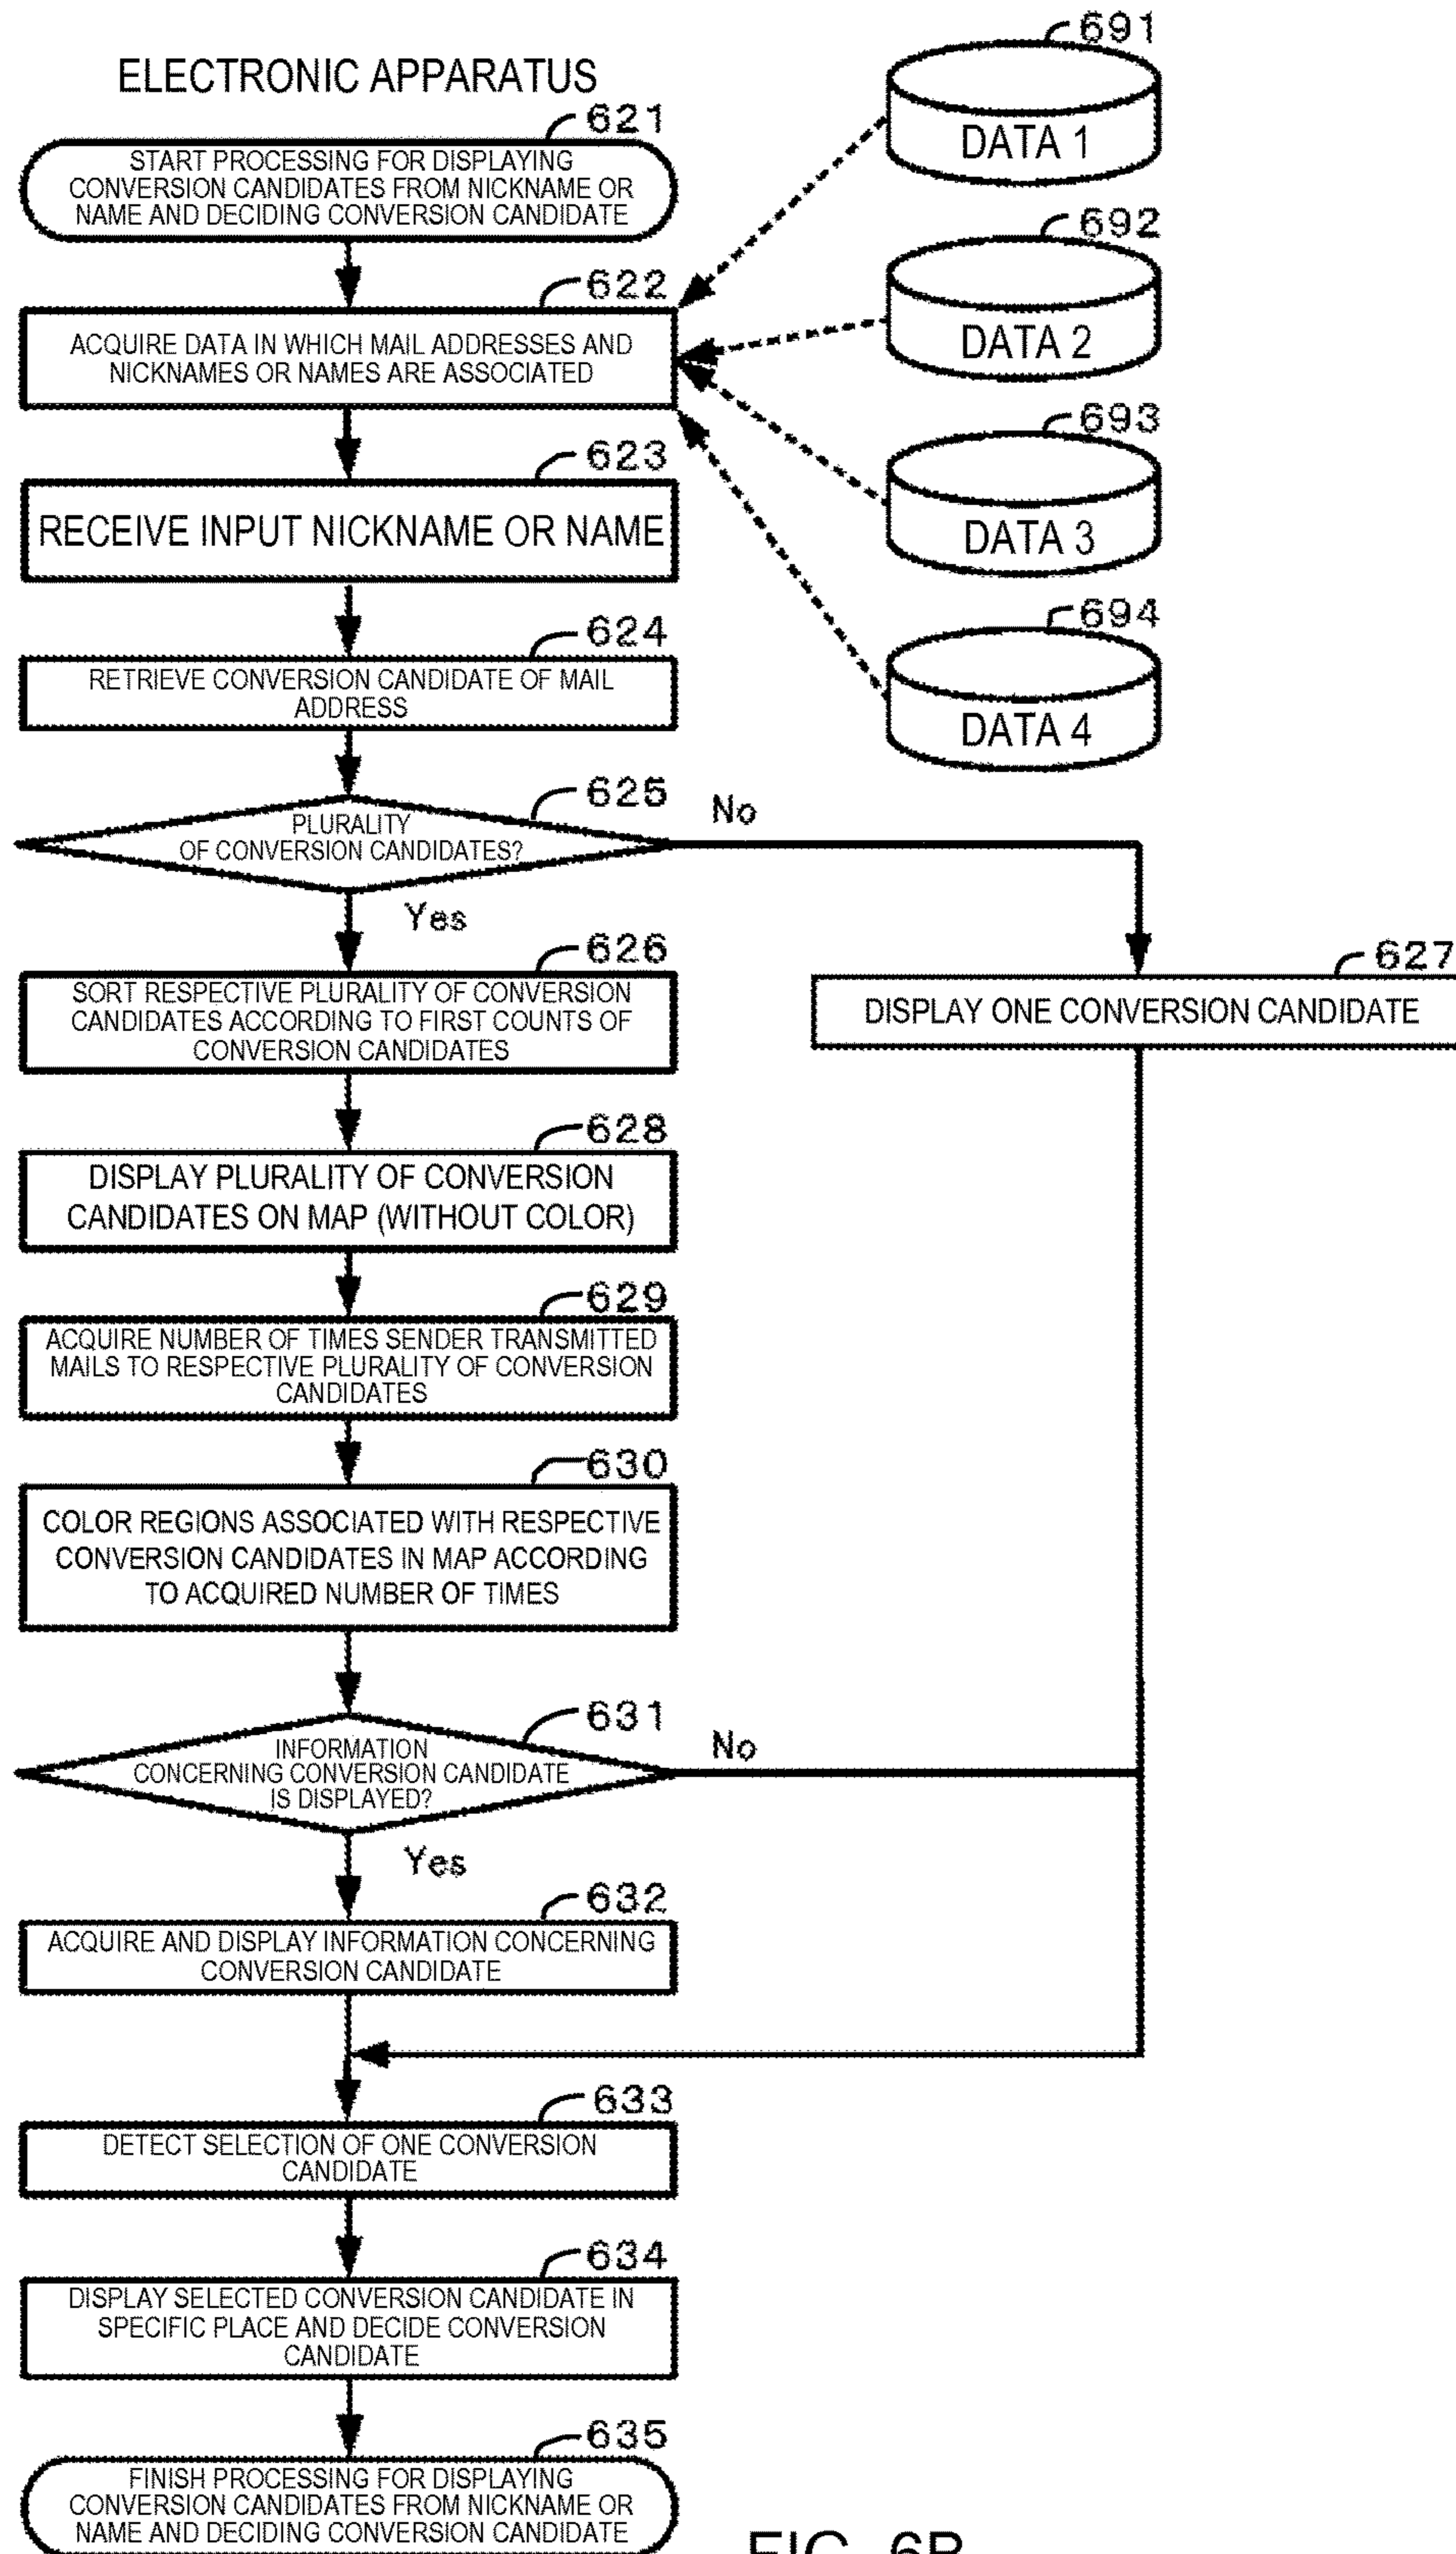 ELECTRONIC APPARATUS
691
DATA 1
692
DATA 2
693
DATA 3
694
DATA 4
621
START PROCESSING FOR DISPLAYING
CONVERSION CANDIDATES FROM NICKNAME OR
NAME AND DECIDING CONVERSION CANDIDATE
622
ACQUIRE DATA IN WHICH MAIL ADDRESSES AND
NICKNAMES OR NAMES ARE ASSOCIATED
623
RECEIVE INPUT NICKNAME OR NAME
624
RETRIEVE CONVERSION CANDIDATE OF MAIL
ADDRESS
625
PLURALITY
OF CONVERSION CANDIDATES?
No
Yes
626
SORT RESPECTIVE PLURALITY OF CONVERSION
CANDIDATES ACCORDING TO FIRST COUNTS OF
CONVERSION CANDIDATES
627
DISPLAY ONE CONVERSION CANDIDATE
628
DISPLAY PLURALITY OF CONVERSION
CANDIDATES ON MAP (WITHOUT COLOR)
629
ACQUIRE NUMBER OF TIMES SENDER TRANSMITTED
MAILS TO RESPECTIVE PLURALITY OF CONVERSION
CANDIDATES
630
COLOR REGIONS ASSOCIATED WITH RESPECTIVE
CONVERSION CANDIDATES IN MAP ACCORDING
TO ACQUIRED NUMBER OF TIMES
631
INFORMATION
CONCERNING CONVERSION CANDIDATE
IS DISPLAYED?
No
Yes
632
ACQUIRE AND DISPLAY INFORMATION CONCERNING
CONVERSION CANDIDATE
633
DETECT SELECTION OF ONE CONVERSION
CANDIDATE
634
DISPLAY SELECTED CONVERSION CANDIDATE IN
SPECIFIC PLACE AND DECIDE CONVERSION
CANDIDATE
635
FINISH PROCESSING FOR DISPLAYING
CONVERSION CANDIDATES FROM NICKNAME OR
NAME AND DECIDING CONVERSION CANDIDATE
FIG. 6B